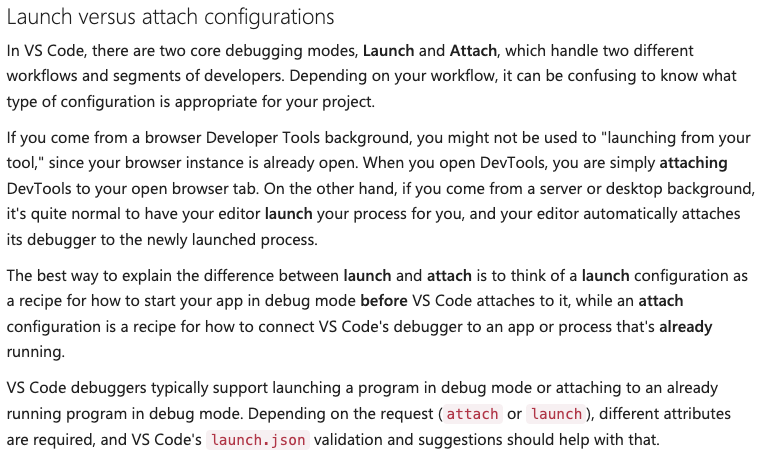 Launch versus attach configurations
In VS Code, there are two core debugging modes, Launch and Attach, which handle two different
workflows and segments of developers. Depending on your workflow, it can be confusing to know what
type of configuration is appropriate for your project.
If you come from a browser Developer Tools background, you might not be used to "launching from your
tool," since your browser instance is already open. When you open DevTools, you are simply attaching
DevTools to your open browser tab. On the other hand, if you come from a server or desktop background,
it's quite normal to have your editor launch your process for you, and your editor automatically attaches
its debugger to the newly launched process.
The best way to explain the difference between launch and attach is to think of a launch configuration as
a recipe for how to start your app in debug mode before VS Code attaches to it, while an attach
configuration is a recipe for how to connect VS Code's debugger to an app or process that's already
running.
VS Code debuggers typically support launching a program in debug mode or attaching to an already
running program in debug mode. Depending on the request (attach or launch), different attributes
are required, and VS Code's launch.json validation and suggestions should help with that.